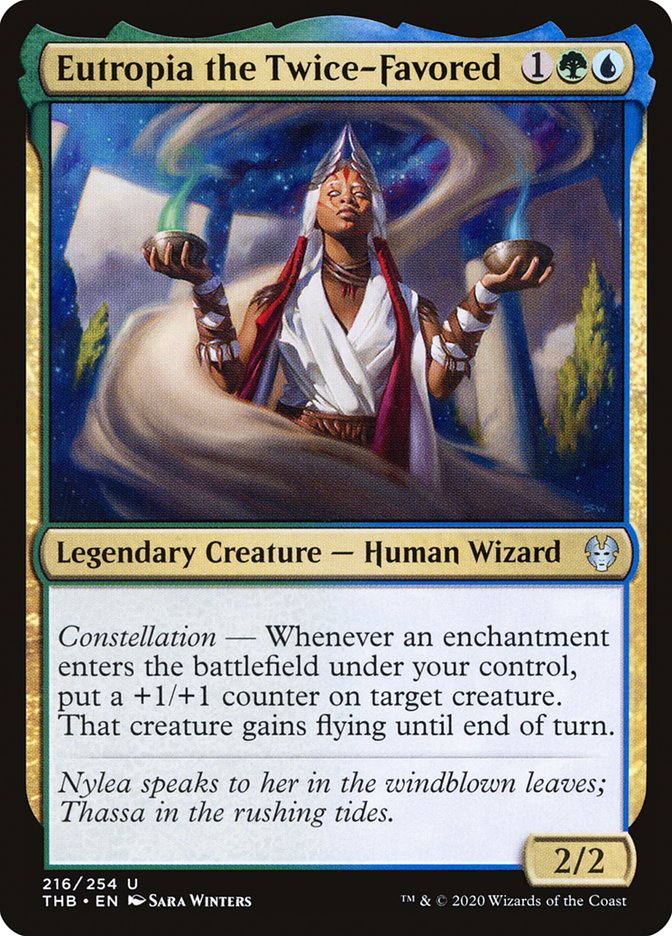 Eutropia the Twice-Favored 1
SW
Legendary Creature — Human Wizard
Constellation — Whenever an enchantment
enters the battlefield under your control,
put a +1/+1 counter on target creature.
That creature gains flying until end of turn.
Nylea speaks to her in the windblown leaves;
Thassa in the rushing tides.
2/2
216/254 U
THB • EN Sara Winters
™ & © 2020 Wizards of the Coast